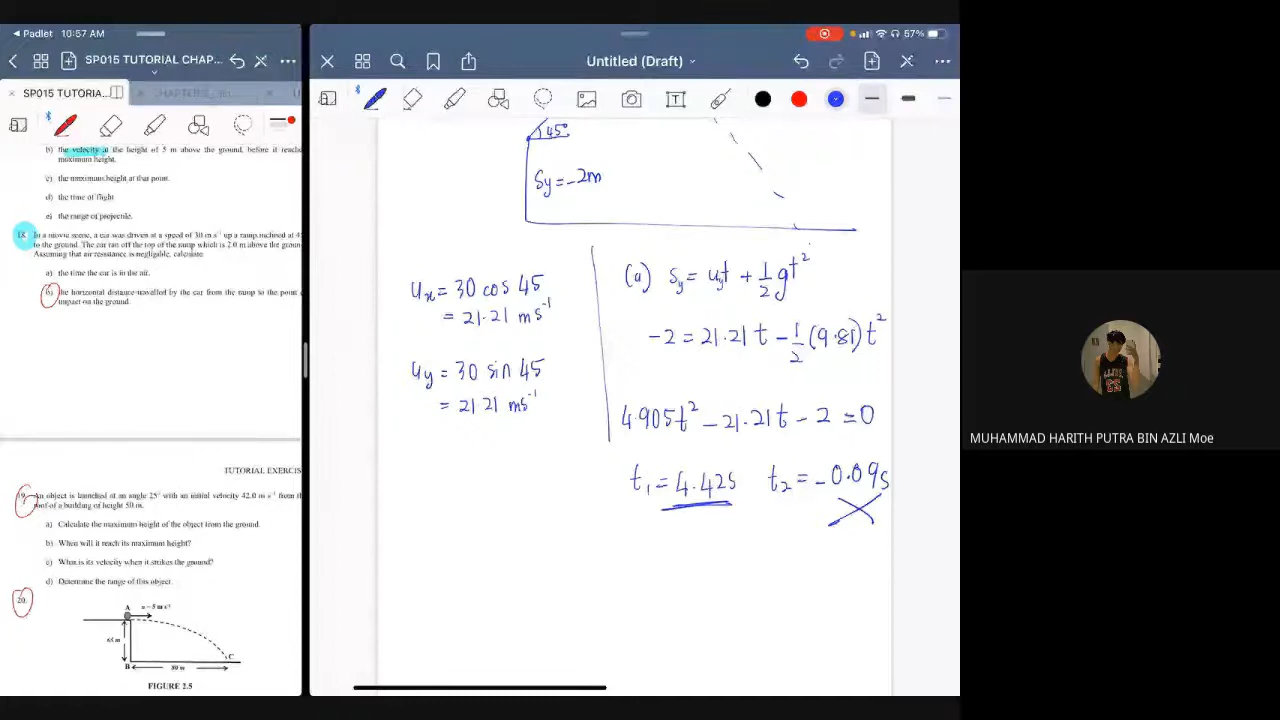 Padlet 10:57 AM
57%
SP015 TUTORIAL CHAP...
SP015 TUTORIA...
Untitled (Draft)
b) the velocity at the height of 5 m above the ground, before it reache
maximum height.
c) the maximum height at that point.
d) the time of flight
e) the range of projectile.
18. In a movie scene, a car was driven at a speed of 30 m s⁻¹ up a ramp inclined at 4
to the ground. The car ran off the top of the ramp which is 2.0 m above the groun
Assuming that air resistance is negligible, calculate
a) the time the car is in the air.
b) the horizontal distance travelled by the car from the ramp to the point o
impact on the ground.
TUTORIAL EXERCIS
19. An object is launched at an angle 25° with an initial velocity 42.0 m s⁻¹ from th
roof of a building of height 50 m.
a) Calculate the maximum height of the object from the ground.
b) When will it reach its maximum height?
c) What is its velocity when it strikes the ground?
d) Determine the range of this object.
20.
A
C
B
80 m
FIGURE 2.5
45°
Sy = -2m
Ux = 30 cos 45
= 21.21 ms⁻¹
Uy = 30 sin 45
= 21.21 ms⁻¹
(a) Sy = Uyt + 1/2 gt²
-2 = 21.21t - 1/2 (9.81)t²
4.905t² - 21.21t - 2 = 0
t₁ = 4.42s t₂ = -0.09s
MUHAMMAD HARITH PUTRA BIN AZLI Moe